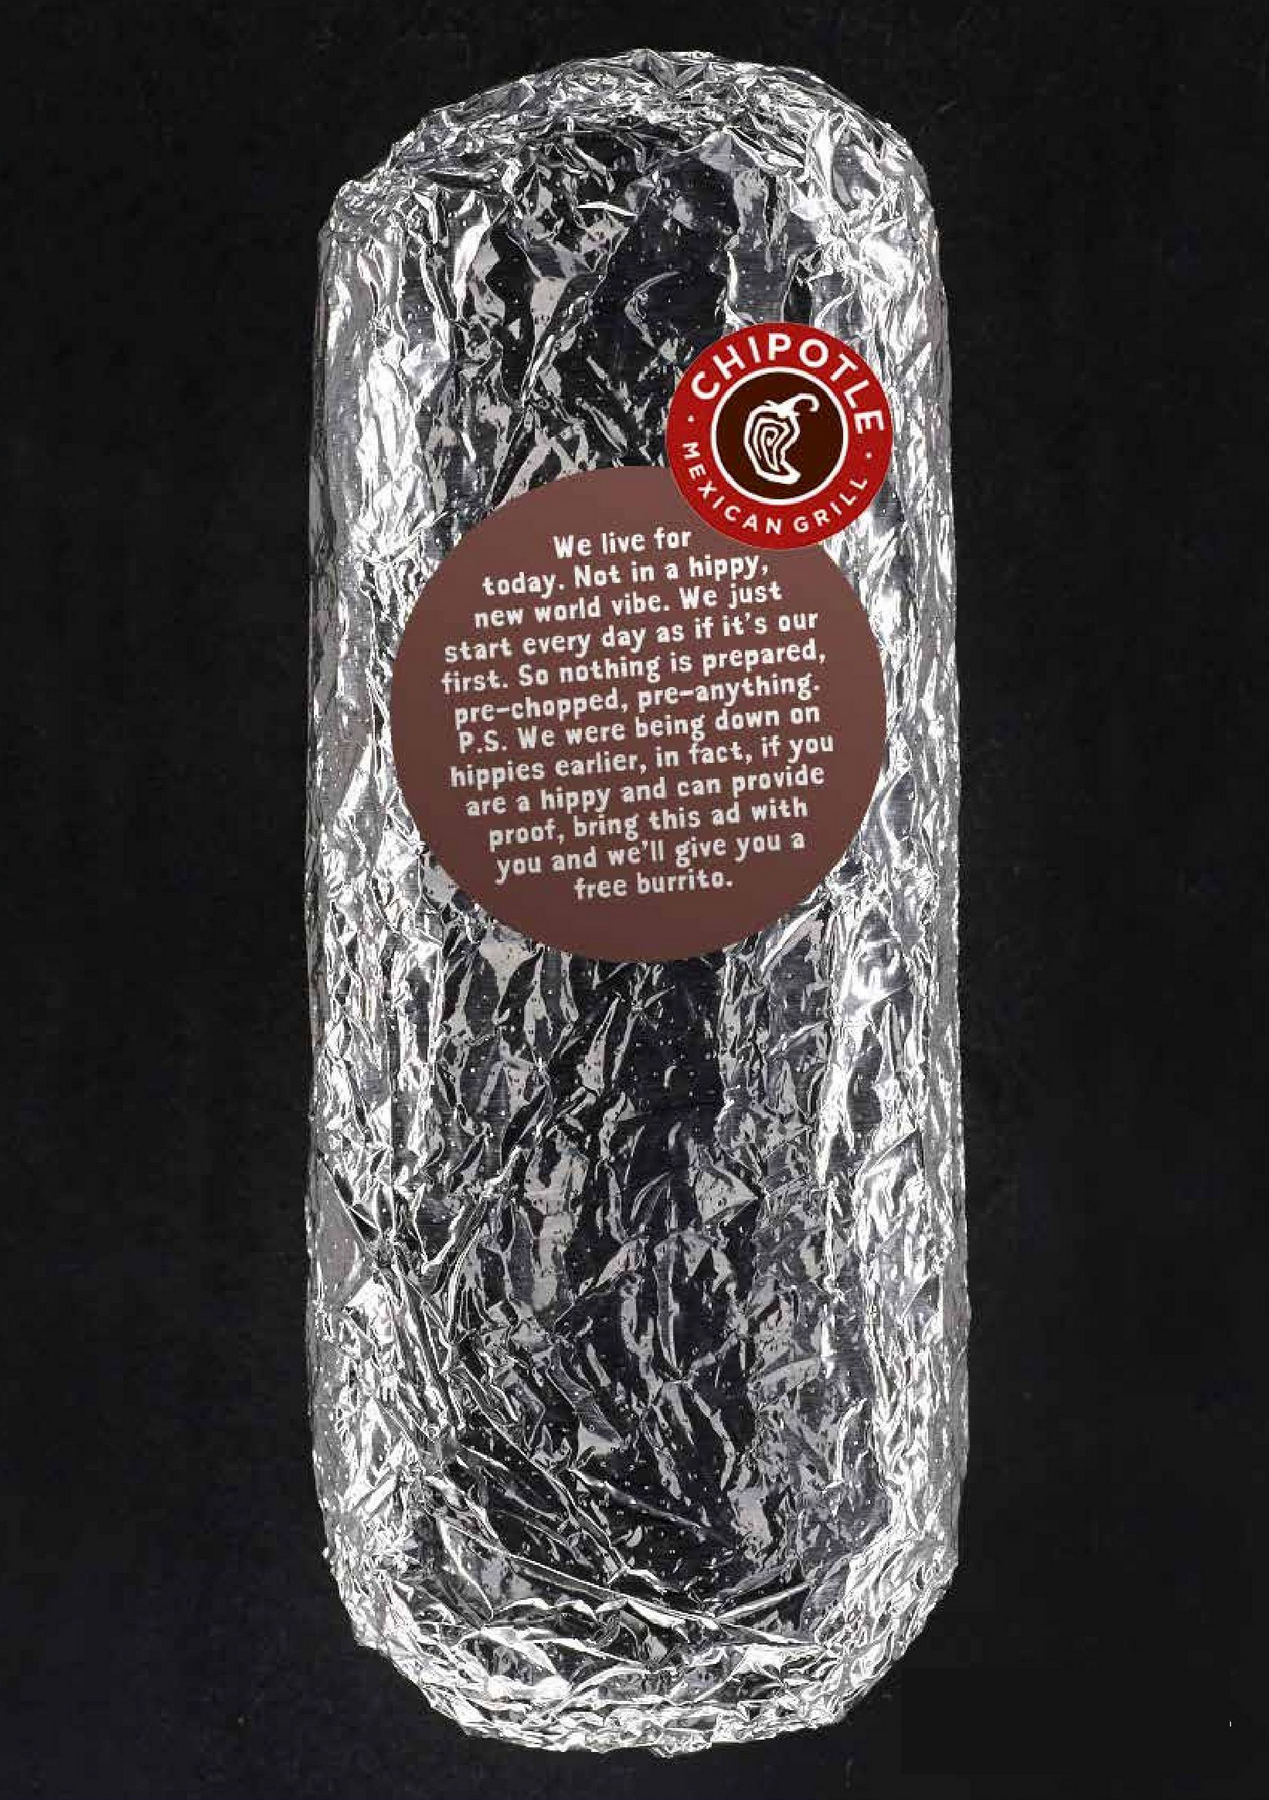 CHIPOTLE
MEXICAN GRILL
We live for
today. Not in a hippy,
new world vibe. We just
start every day as if it's our
first. So nothing is prepared,
pre-chopped, pre-anything.
P.S. We were being down on
hippies earlier, in fact, if you
are a hippy and can provide
proof, bring this ad with
you and we'll give you a
free burrito.